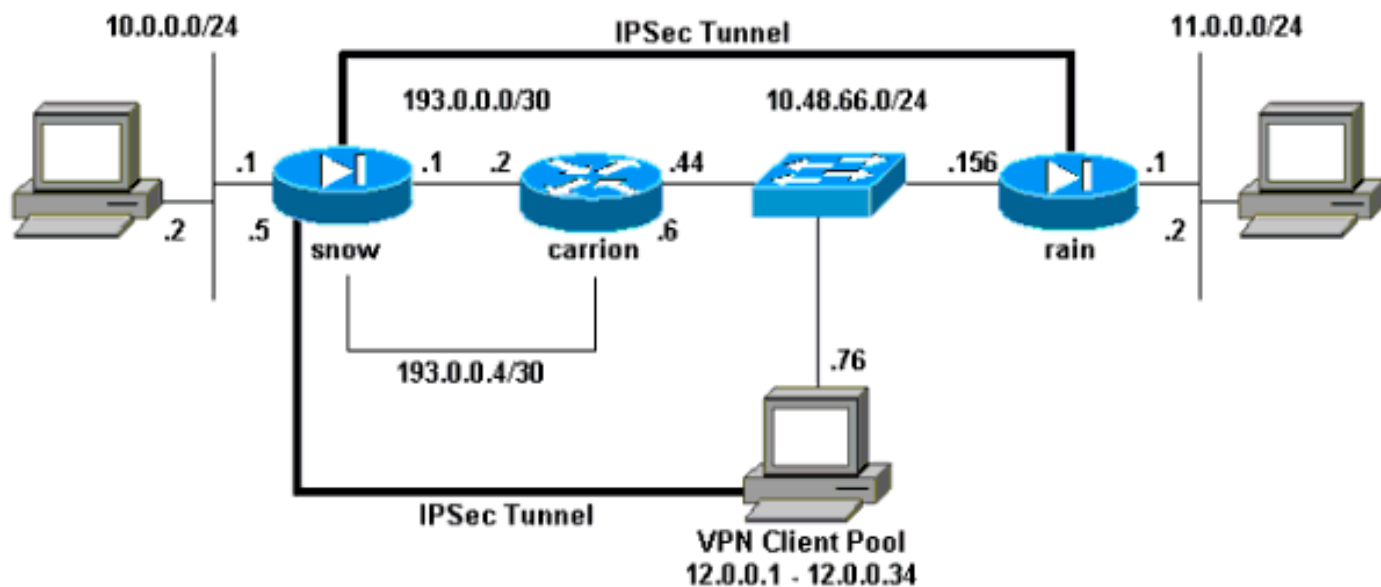 10.0.0.0/24
IPSec Tunnel
11.0.0.0/24
193.0.0.0/30
10.48.66.0/24
.1
.1
.2
.44
.156
.1
.2
.5
.6
.2
snow
carrion
rain
193.0.0.4/30
.76
IPSec Tunnel
VPN Client Pool
12.0.0.1 - 12.0.0.34